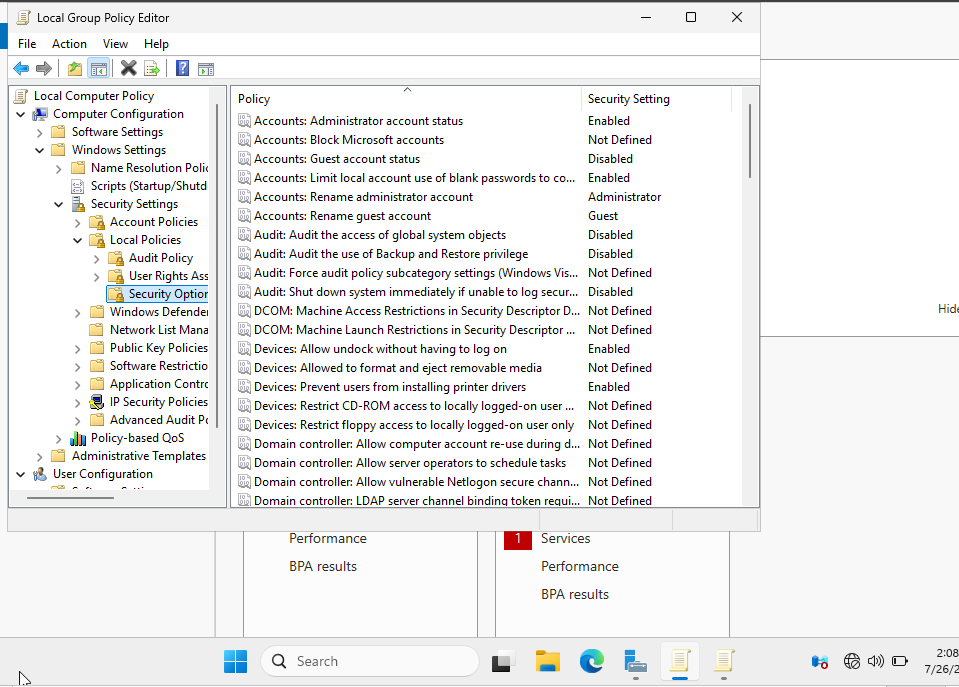 Local Group Policy Editor
File Action View Help
Local Computer Policy
Computer Configuration
Software Settings
Windows Settings
Name Resolution Polic
Scripts (Startup/Shutd
Security Settings
Account Policies
Local Policies
Audit Policy
User Rights Ass
Security Option
Windows Defender
Network List Mana
Public Key Policies
Software Restrictio
Application Contro
IP Security Policies
Advanced Audit Po
Policy-based QoS
Administrative Templates
User Configuration
Policy Security Setting
Accounts: Administrator account status Enabled
Accounts: Block Microsoft accounts Not Defined
Accounts: Guest account status Disabled
Accounts: Limit local account use of blank passwords to co... Enabled
Accounts: Rename administrator account Administrator
Accounts: Rename guest account Guest
Audit: Audit the access of global system objects Disabled
Audit: Audit the use of Backup and Restore privilege Disabled
Audit: Force audit policy subcategory settings (Windows Vis... Not Defined
Audit: Shut down system immediately if unable to log secur... Disabled
DCOM: Machine Access Restrictions in Security Descriptor D... Not Defined
DCOM: Machine Launch Restrictions in Security Descriptor ... Not Defined
Devices: Allow undock without having to log on Enabled
Devices: Allowed to format and eject removable media Not Defined
Devices: Prevent users from installing printer drivers Enabled
Devices: Restrict CD-ROM access to locally logged-on user ... Not Defined
Devices: Restrict floppy access to locally logged-on user only Not Defined
Domain controller: Allow computer account re-use during d... Not Defined
Domain controller: Allow server operators to schedule tasks Not Defined
Domain controller: Allow vulnerable Netlogon secure chann... Not Defined
Domain controller: LDAP server channel binding token requi... Not Defined
Hide
Performance
BPA results
1 Services
Performance
BPA results
Search
2:08
7/26/2